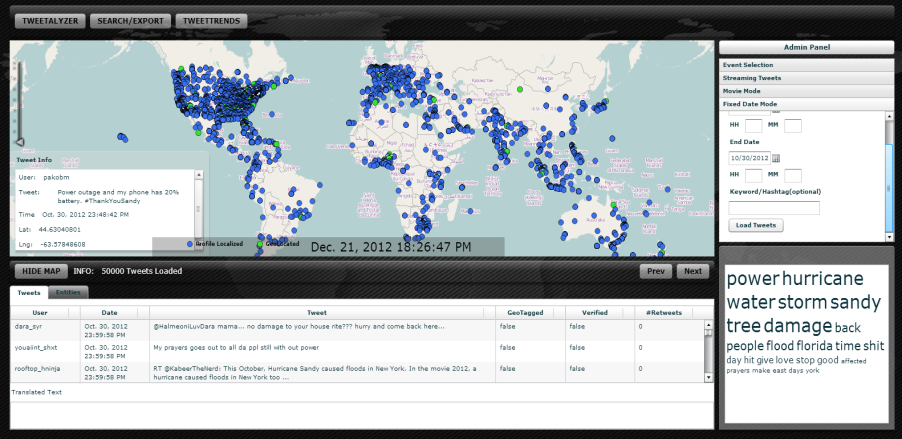 TWEETALYZER SEARCH/EXPORT TWEETTRENDS
Admin Panel
Event Selection
Streaming Tweets
Movie Mode
Fixed Date Mode
HH MM
End Date
10/30/2012
HH MM
Keyword/Hashtag(optional)
Load Tweets
Tweet Info
User: pakobm
Tweet: Power outage and my phone has 20%
battery. #ThankYouSandy
Time Oct. 30, 2012 23:48:42 PM
Lat: 44.63040801
Lng: -63.57848608
Profile Localized GeoLocated
Dec. 21, 2012 18:26:47 PM
HIDE MAP INFO: 50000 Tweets Loaded Prev Next
Tweets Entities
User Date Tweet GeoTagged Verified #Retweets
dara_syr Oct. 30, 2012 @HalmeoniLuvDara mama... no damage to your house rite??? hurry and come back here... false false 0
23:59:58 PM
youaiint_shxt Oct. 30, 2012 My prayers goes out to all da ppl still with out power false false 0
23:59:58 PM
rooftop_hninja Oct. 30, 2012 RT @KabeerTheNerd: This October, Hurricane Sandy caused floods in New York. In the movie 2012, a false false 0
23:59:58 PM hurricane caused floods in New York too ...
Translated Text
power hurricane
water storm sandy
tree damage back
people flood florida time shit
day hit give love stop good affected
prayers make east days york